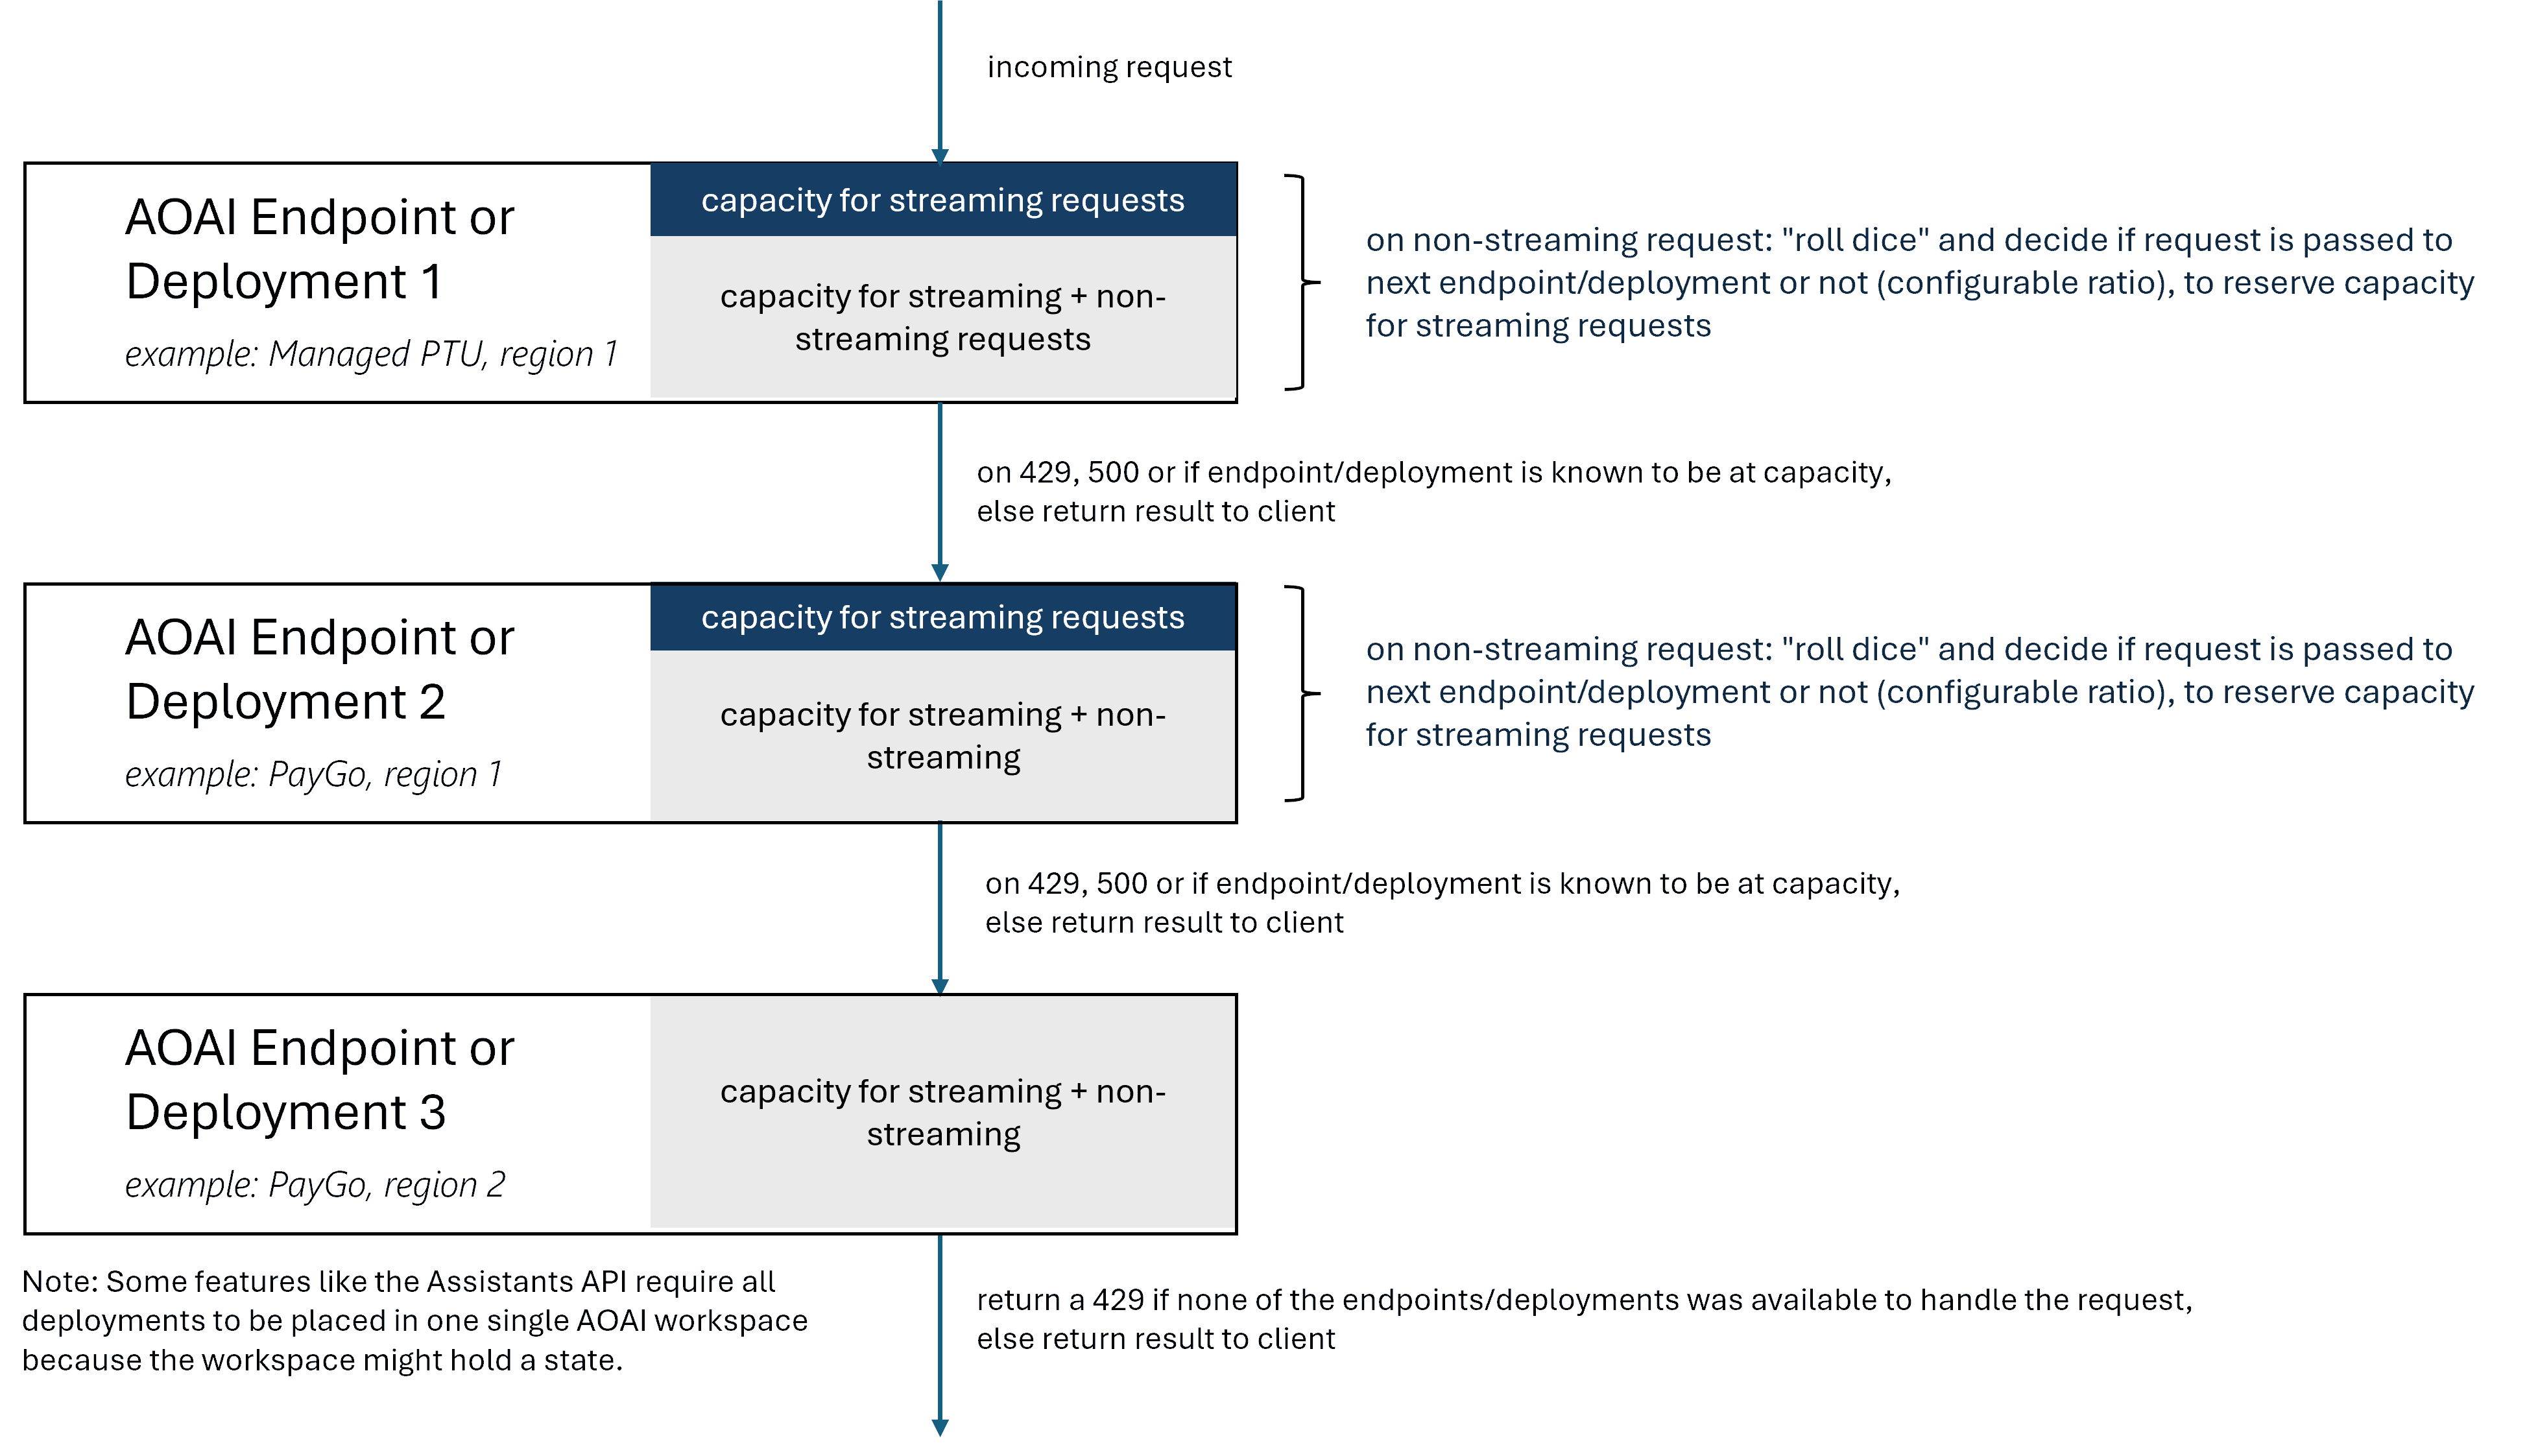 incoming request
AOAI Endpoint or
Deployment 1
example: Managed PTU, region 1
capacity for streaming requests
capacity for streaming + non-
streaming requests
on non-streaming request: "roll dice" and decide if request is passed to
next endpoint/deployment or not (configurable ratio), to reserve capacity
for streaming requests
on 429, 500 or if endpoint/deployment is known to be at capacity,
else return result to client
AOAI Endpoint or
Deployment 2
example: PayGo, region 1
capacity for streaming requests
capacity for streaming + non-
streaming
on non-streaming request: "roll dice" and decide if request is passed to
next endpoint/deployment or not (configurable ratio), to reserve capacity
for streaming requests
on 429, 500 or if endpoint/deployment is known to be at capacity,
else return result to client
AOAI Endpoint or
Deployment 3
example: PayGo, region 2
capacity for streaming + non-
streaming
Note: Some features like the Assistants API require all
deployments to be placed in one single AOAI workspace
because the workspace might hold a state.
return a 429 if none of the endpoints/deployments was available to handle the request,
else return result to client